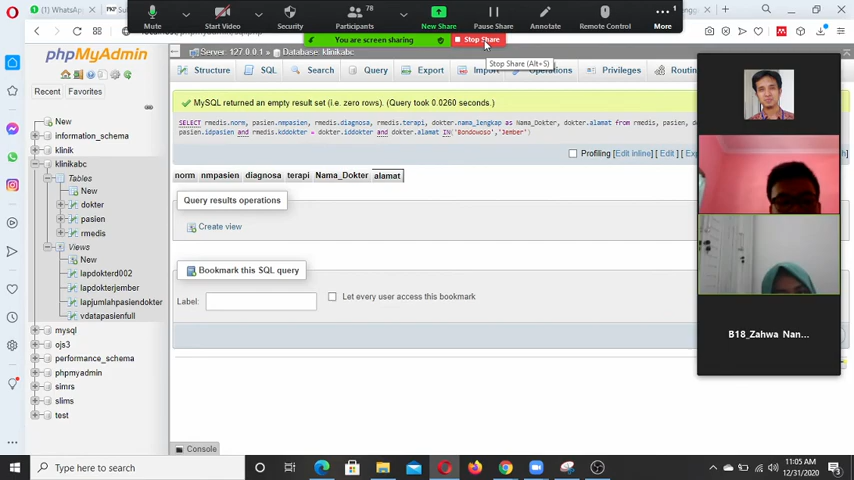 (1) WhatsApp
78
Mute
Start Video
Security
Participants
New Share
Pause Share
Annotate
Remote Control
More
You are screen sharing
Stop Share
Stop Share (Alt+S)
phpMyAdmin
Recent
Favorites
New
information_schema
klinik
klinikabc
Tables
New
dokter
pasien
rmedis
Views
New
lapdokterd002
lapdokterjember
lapjumlahpasiendokter
vdatapasienfull
mysql
ojs3
performance_schema
phpmyadmin
simrs
slims
test
Server: 127.0.0.1 » Database: klinikabc
Structure
SQL
Search
Query
Export
Import
Operations
Privileges
MySQL returned an empty result set (i.e. zero rows). (Query took 0.0260 seconds.)
SELECT rmedis.norm, pasien.nmpasien, rmedis.diagnosa, rmedis.terapi, dokter.nama_lengkap as Nama_Dokter, dokter.alamat from rmedis, pasien,
pasien.idpasien and rmedis.kddokter = dokter.iddokter and dokter.alamat IN('Bondowoso','Jember')
Profiling [Edit inline] [ Edit ]
norm nmpasien diagnosa terapi Nama_Dokter alamat
Query results operations
Create view
Bookmark this SQL query
Label:
Let every user access this bookmark
Console
B18_Zahwa Nan...
Type here to search
11:05 AM
12/31/2020